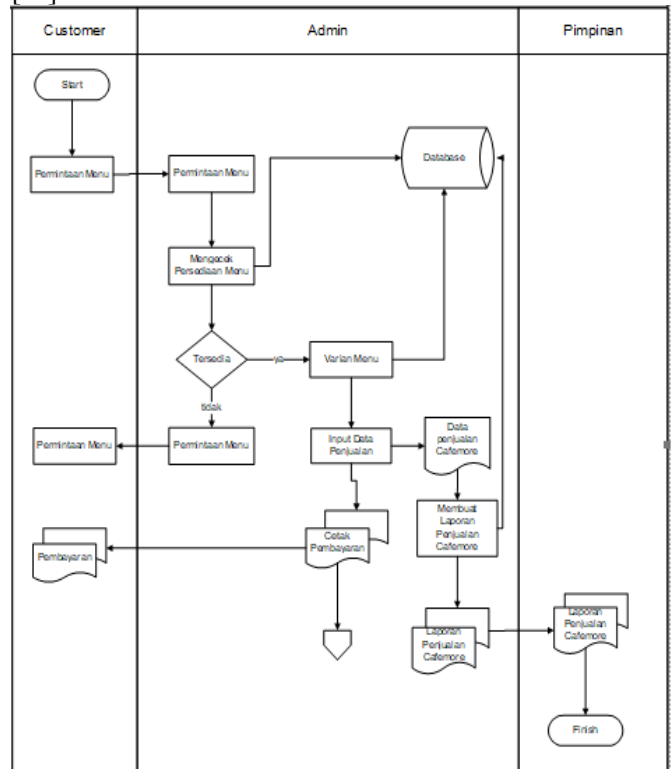 Customer
Admin
Pimpinan
Start
Permintaan Menu
Permintaan Menu
Database
Mengecek
Persediaan Menu
Tersedia
ya
Varian Menu
tidak
Permintaan Menu
Permintaan Menu
Input Data
Penjualan
Data
penjualan
Cafemore
Membuat
Laporan
Penjualan
Cafemore
Cetak
Pembayaran
Pembayaran
Laporan
Penjualan
Cafemore
Laporan
Penjualan
Cafemore
Finish